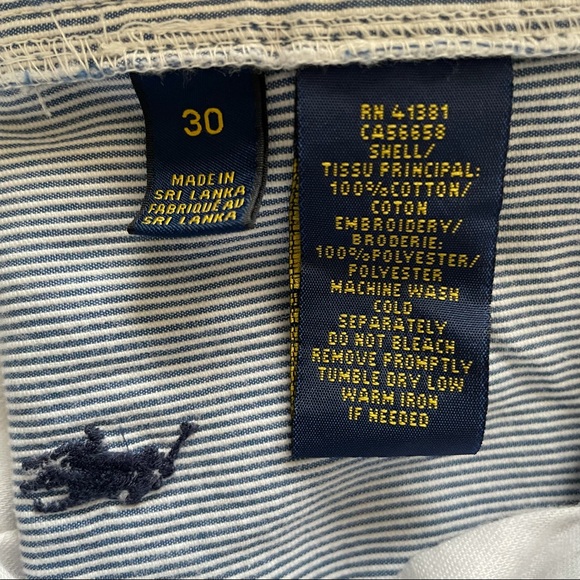 30
MADE IN
SRI LANKA
FABRIQUÉ AU
SRI LANKA
RN 41381
CA56658
SHELL/
TISSU PRINCIPAL:
100%COTTON/
COTON
EMBROIDERY/
BRODERIE:
100%POLYESTER/
POLYESTER
MACHINE WASH
COLD
SEPARATELY
DO NOT BLEACH
REMOVE PROMPTLY
TUMBLE DRY LOW
WARM IRON
IF NEEDED